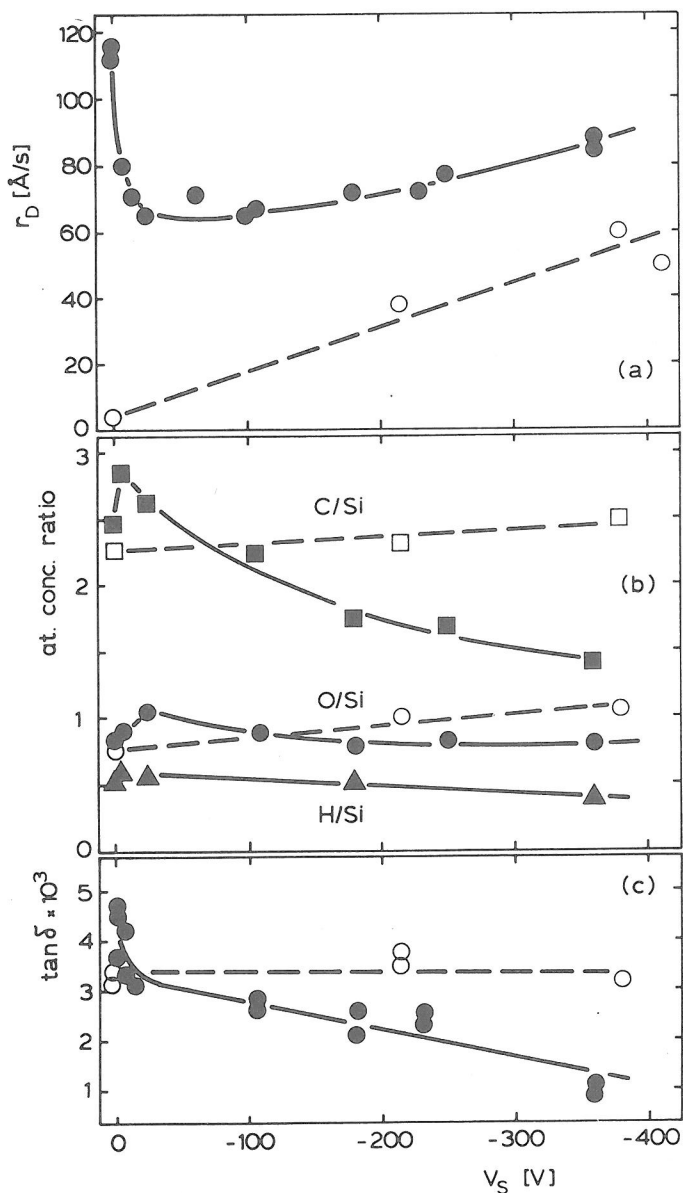 120
100
80
60
40
20
0
r_D [Å/s]
(a)
3
2
1
0
at. conc. ratio
C/Si
(b)
O/Si
H/Si
5
4
3
2
1
tan δ × 10³
(c)
0 -100 -200 -300 -400
V_S [V]